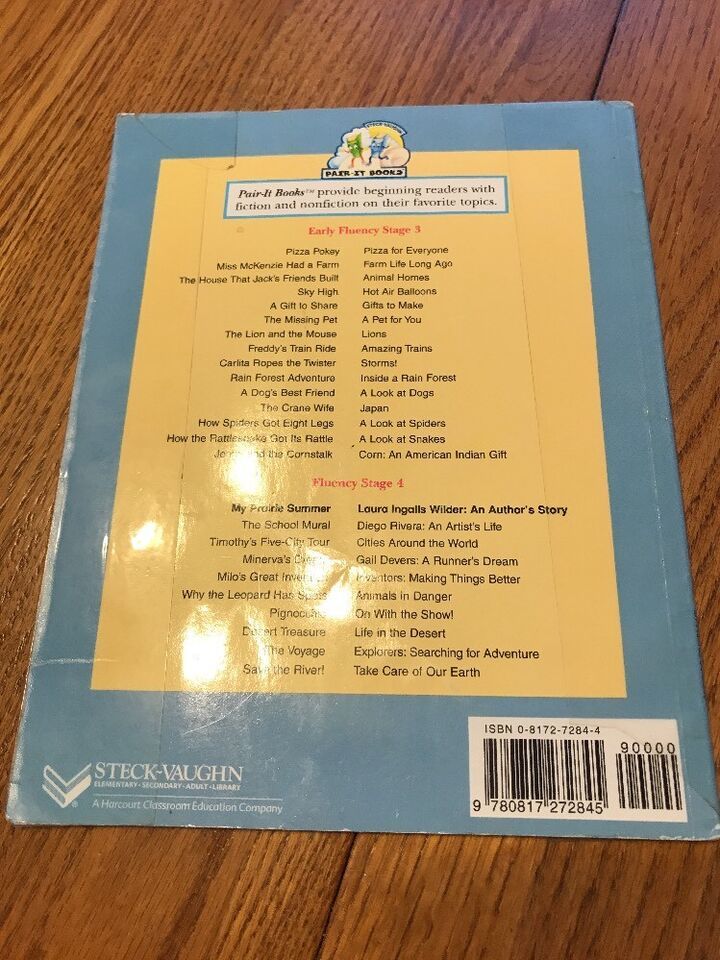 STECK-VAUGHN
PAIR-IT BOOKS
Pair-It Books™ provide beginning readers with
fiction and nonfiction on their favorite topics.
Early Fluency Stage 3
Pizza Pokey Pizza for Everyone
Miss McKenzie Had a Farm Farm Life Long Ago
The House That Jack's Friends Built Animal Homes
Sky High Hot Air Balloons
A Gift to Share Gifts to Make
The Missing Pet A Pet for You
The Lion and the Mouse Lions
Freddy's Train Ride Amazing Trains
Carlita Ropes the Twister Storms!
Rain Forest Adventure Inside a Rain Forest
A Dog's Best Friend A Look at Dogs
The Crane Wife Japan
How Spiders Got Eight Legs A Look at Spiders
How the Rattlesnake Got Its Rattle A Look at Snakes
and the Cornstalk Corn: An American Indian Gift
Fluency Stage 4
My Prairie Summer Laura Ingalls Wilder: An Author's Story
The School Mural Diego Rivera: An Artist's Life
Timothy's Five-City Tour Cities Around the World
Minerva's Gail Devers: A Runner's Dream
Milo's Great Inventors: Making Things Better
Why the Leopard Has Spots Animals in Danger
On With the Show!
Desert Treasure Life in the Desert
The Voyage Explorers: Searching for Adventure
Save the River! Take Care of Our Earth
ISBN 0-8172-7284-4
90000
9 780817 272845
STECK-VAUGHN
ELEMENTARY · SECONDARY · ADULT · LIBRARY
A Harcourt Classroom Education Company